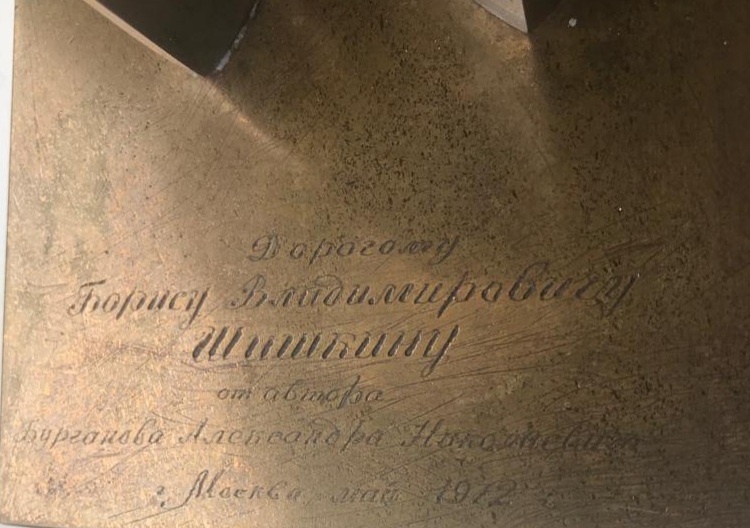 Дорогому
Борису Владимировичу
Шишкину
от автора
Бурганова Александра Николаевича
г. Москва май 1972